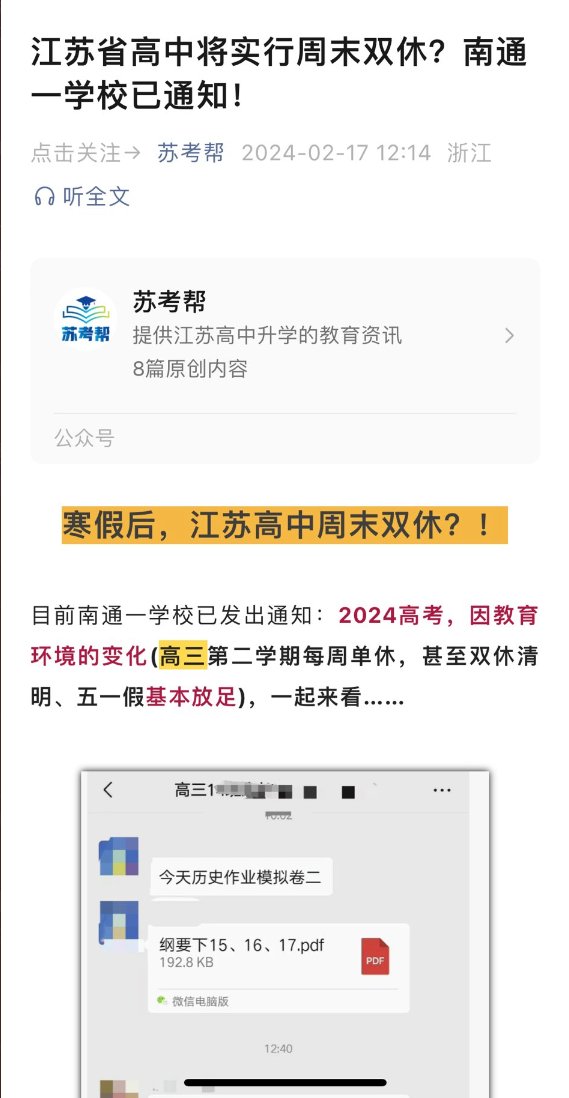 江苏省高中将实行周末双休？南通
一学校已通知！
点击关注→ 苏考帮 2024-02-17 12:14 浙江
听全文
苏考帮
苏考帮
提供江苏高中升学的教育资讯
8篇原创内容
公众号
寒假后，江苏高中周末双休？！
目前南通一学校已发出通知：2024高考，因教育
环境的变化(高三第二学期每周单休，甚至双休清
明、五一假基本放足)，一起来看……
高三1
今天历史作业模拟卷二
纲要下15、16、17.pdf
192.8 KB
PDF
微信电脑版
12:40